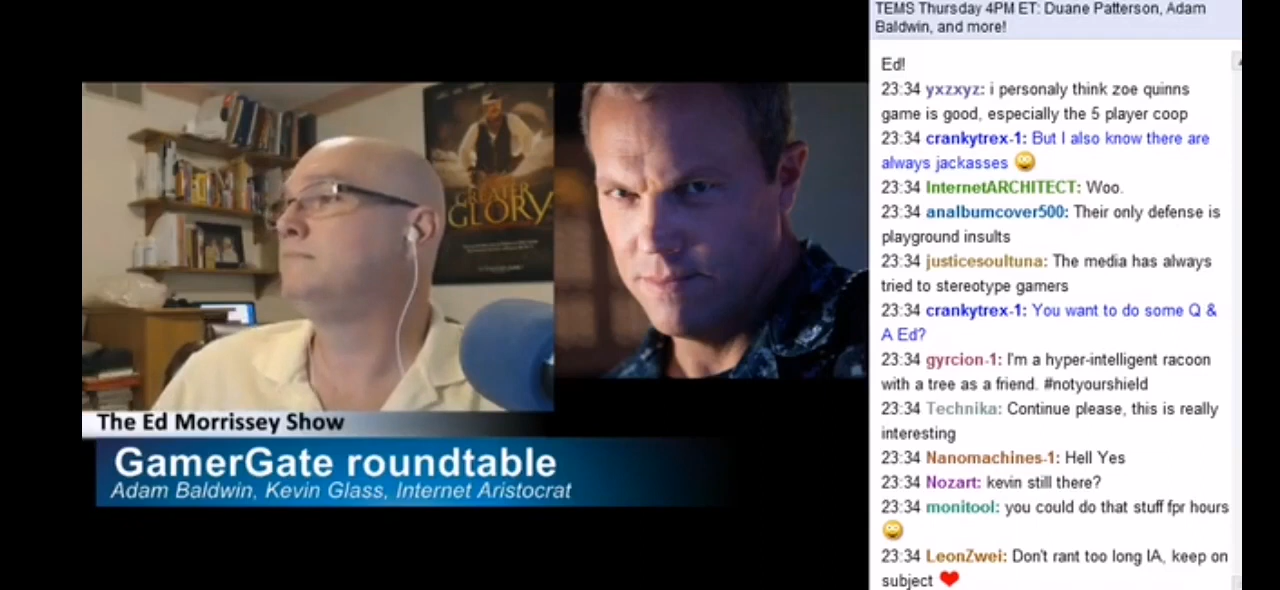 TEMS Thursday 4PM ET: Duane Patterson, Adam
Baldwin, and more!
Ed!
23:34 yxzxyz: i personaly think zoe quinns
game is good, especially the 5 player coop
23:34 crankytrex-1: But I also know there are
always jackasses
23:34 InternetARCHITECT: Woo.
23:34 analbumcover500: Their only defense is
playground insults
23:34 justicesoultuna: The media has always
tried to stereotype gamers
23:34 crankytrex-1: You want to do some Q &
A Ed?
23:34 gyrcion-1: I'm a hyper-intelligent racoon
with a tree as a friend. #notyourshield
23:34 Technika: Continue please, this is really
interesting
23:34 Nanomachines-1: Hell Yes
23:34 Nozart: kevin still there?
23:34 monitool: you could do that stuff fpr hours
23:34 LeonZwei: Don't rant too long IA, keep on
subject
GREATER
GLORY
The Ed Morrissey Show
GamerGate roundtable
Adam Baldwin, Kevin Glass, Internet Aristocrat